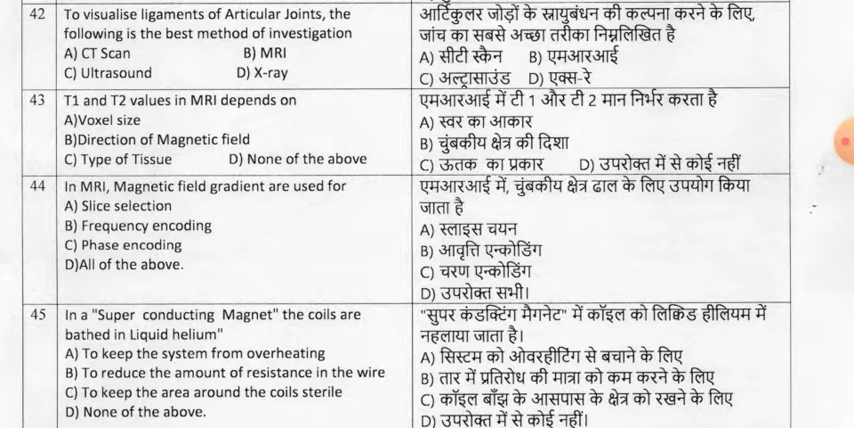 42 To visualise ligaments of Articular Joints, the
following is the best method of investigation
A) CT Scan B) MRI
C) Ultrasound D) X-ray
आर्टिकुलर जोड़ों के स्नायुबंधन की कल्पना करने के लिए,
जांच का सबसे अच्छा तरीका निम्नलिखित है
A) सीटी स्कैन B) एमआरआई
C) अल्ट्रासाउंड D) एक्स-रे
43 T1 and T2 values in MRI depends on
A)Voxel size
B)Direction of Magnetic field
C) Type of Tissue D) None of the above
एमआरआई में टी 1 और टी 2 मान निर्भर करता है
A) स्वर का आकार
B) चुंबकीय क्षेत्र की दिशा
C) ऊतक का प्रकार D) उपरोक्त में से कोई नहीं
44 In MRI, Magnetic field gradient are used for
A) Slice selection
B) Frequency encoding
C) Phase encoding
D)All of the above.
एमआरआई में, चुंबकीय क्षेत्र ढाल के लिए उपयोग किया
जाता है
A) स्लाइस चयन
B) आवृत्ति एन्कोडिंग
C) चरण एन्कोडिंग
D) उपरोक्त सभी।
45 In a "Super conducting Magnet" the coils are
bathed in Liquid helium"
A) To keep the system from overheating
B) To reduce the amount of resistance in the wire
C) To keep the area around the coils sterile
D) None of the above.
"सुपर कंडक्टिंग मैगनेट" में कॉइल को लिक्विड हीलियम में
नहलाया जाता है।
A) सिस्टम को ओवरहीटिंग से बचाने के लिए
B) तार में प्रतिरोध की मात्रा को कम करने के लिए
C) कॉइल बाँझ के आसपास के क्षेत्र को रखने के लिए
D) उपरोक्त में से कोई नहीं।